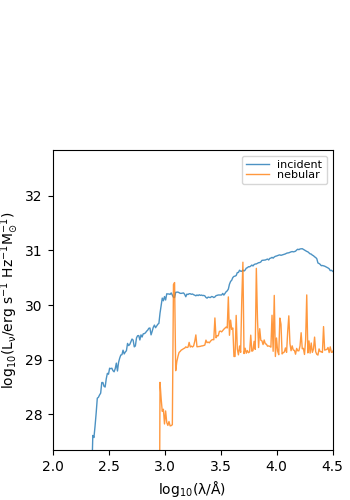 incident
nebular
32
31
30
29
28
log₁₀(Lᵥ/erg s⁻¹ Hz⁻¹M⊙⁻¹)
2.0 2.5 3.0 3.5 4.0 4.5
log₁₀(λ/Å)